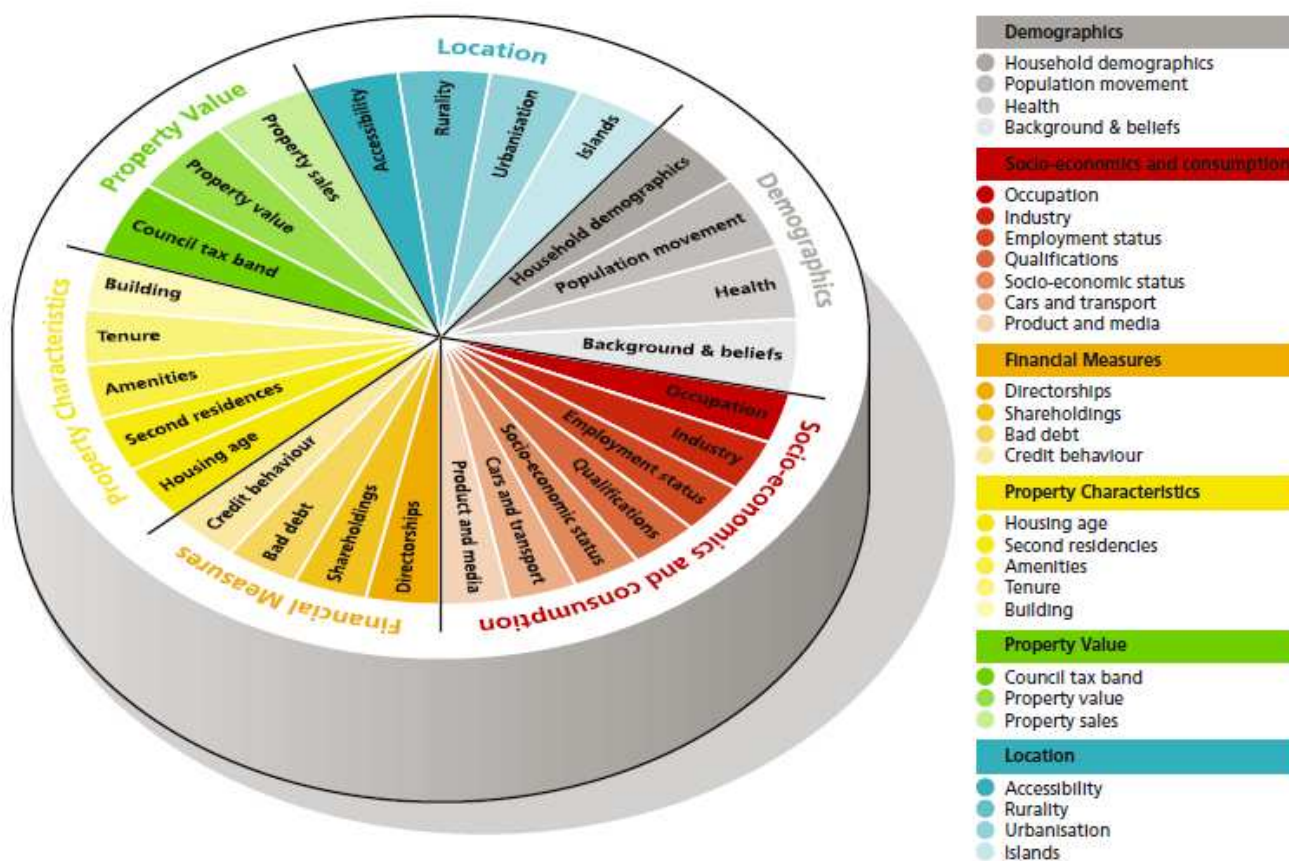 Location
Accessibility
Rurality
Urbanisation
Islands
Demographics
Household demographics
Population movement
Health
Background & beliefs
Socio-economics and consumption
Occupation
Industry
Employment status
Qualifications
Socio-economic status
Cars and transport
Product and media
Financial Measures
Directorships
Shareholdings
Bad debt
Credit behaviour
Property Characteristics
Housing age
Second residences
Amenities
Tenure
Building
Property Value
Council tax band
Property value
Property sales
Demographics
Household demographics
Population movement
Health
Background & beliefs
Socio-economics and consumption
Occupation
Industry
Employment status
Qualifications
Socio-economic status
Cars and transport
Product and media
Financial Measures
Directorships
Shareholdings
Bad debt
Credit behaviour
Property Characteristics
Housing age
Second residencies
Amenities
Tenure
Building
Property Value
Council tax band
Property value
Property sales
Location
Accessibility
Rurality
Urbanisation
Islands